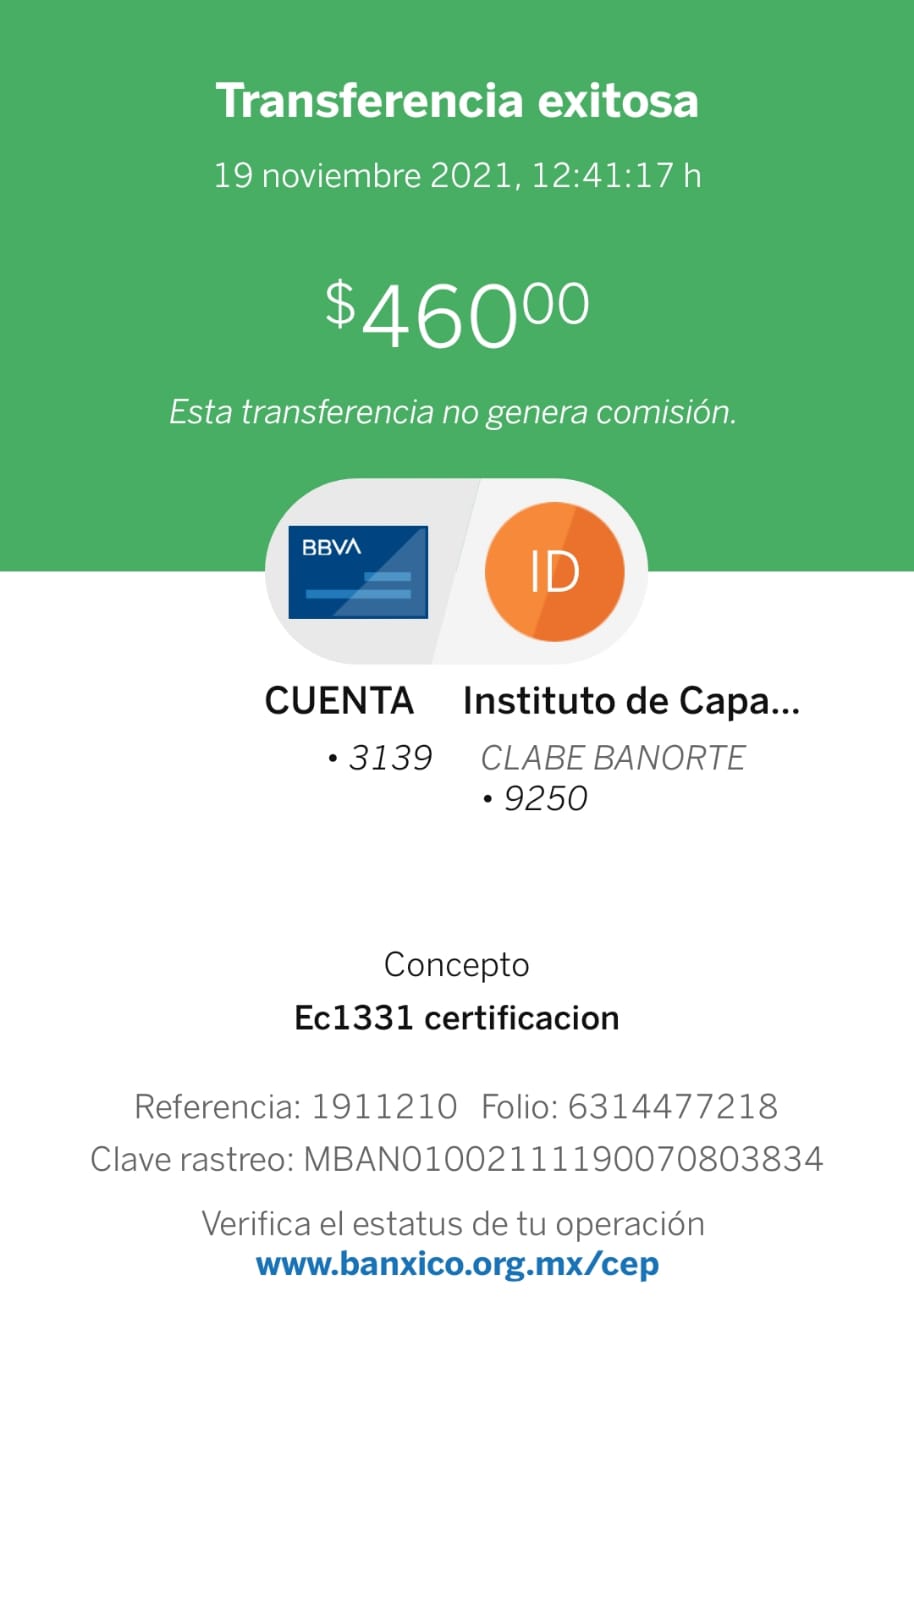 Transferencia exitosa
19 noviembre 2021, 12:41:17 h
$46000
Esta transferencia no genera comisión.
BBVA
ID
CUENTA
• 3139
Instituto de Capa...
CLABE BANORTE
• 9250
Concepto
Ec1331 certificacion
Referencia: 1911210 Folio: 6314477218
Clave rastreo: MBAN01002111190070803834
Verifica el estatus de tu operación
www.banxico.org.mx/cep